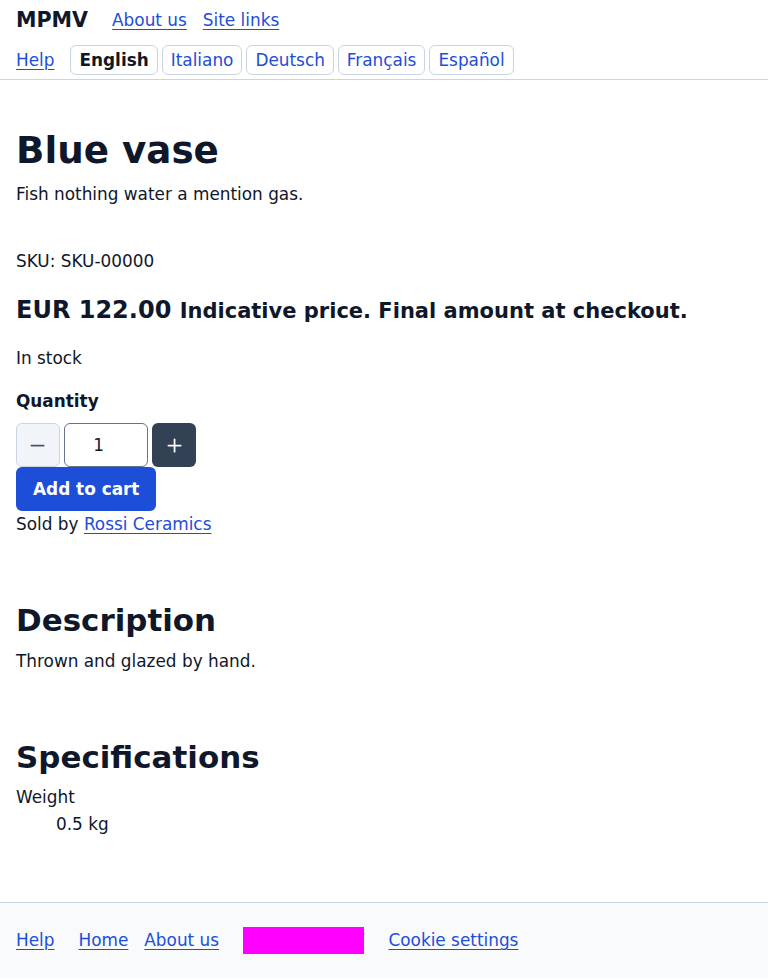 MPMV About us Site links
Help English Italiano Deutsch Français Español
Blue vase
Fish nothing water a mention gas.
SKU: SKU-00000
EUR 122.00 Indicative price. Final amount at checkout.
In stock
Quantity
− 1 +
Add to cart
Sold by Rossi Ceramics
Description
Thrown and glazed by hand.
Specifications
Weight
0.5 kg
Help Home About us Cookie settings